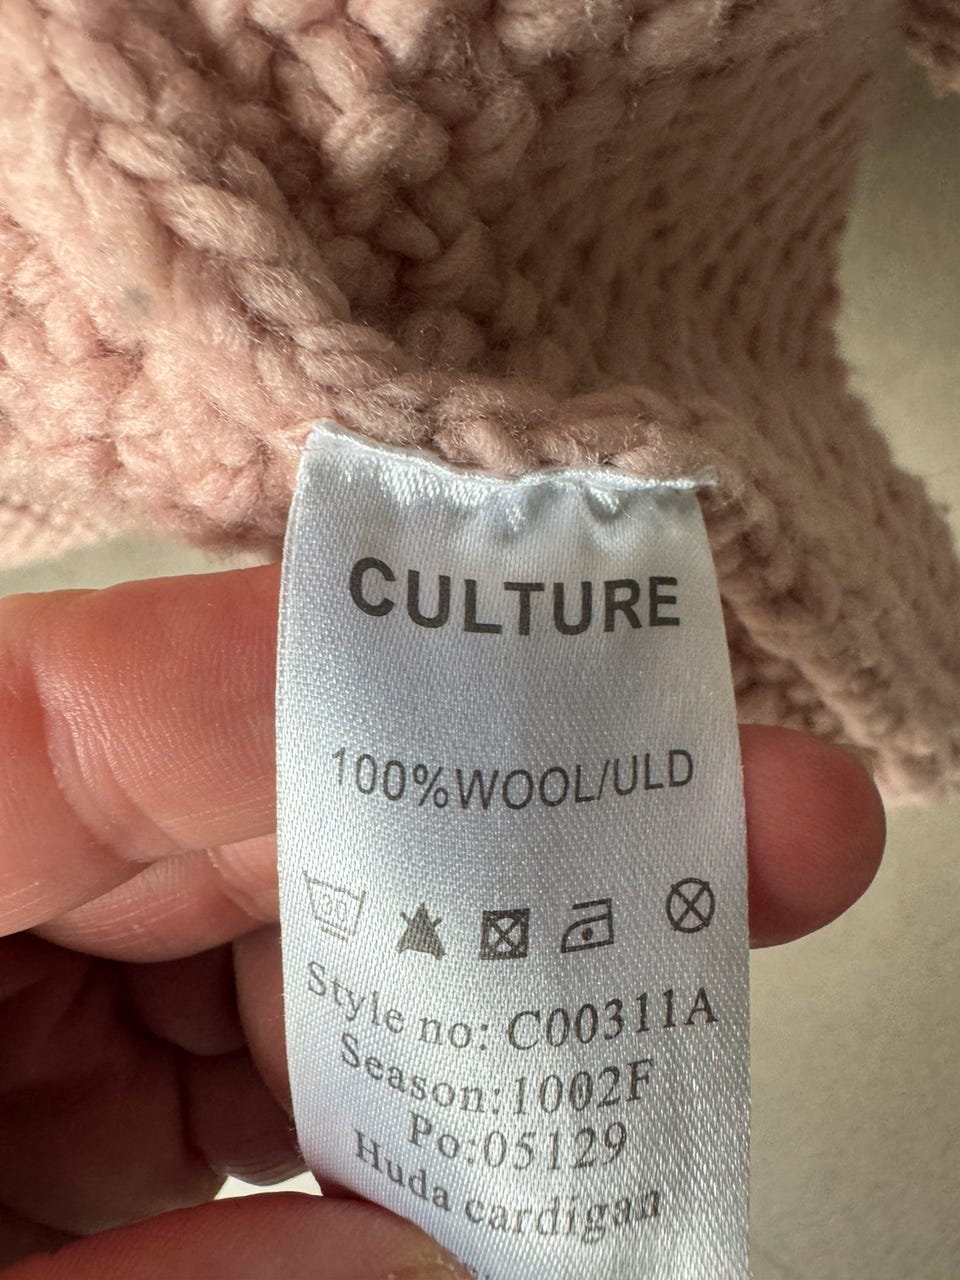 CULTURE
100%WOOL/ULD
Style no: C00311A
Season:1002F
Po:05129
Huda cardigan